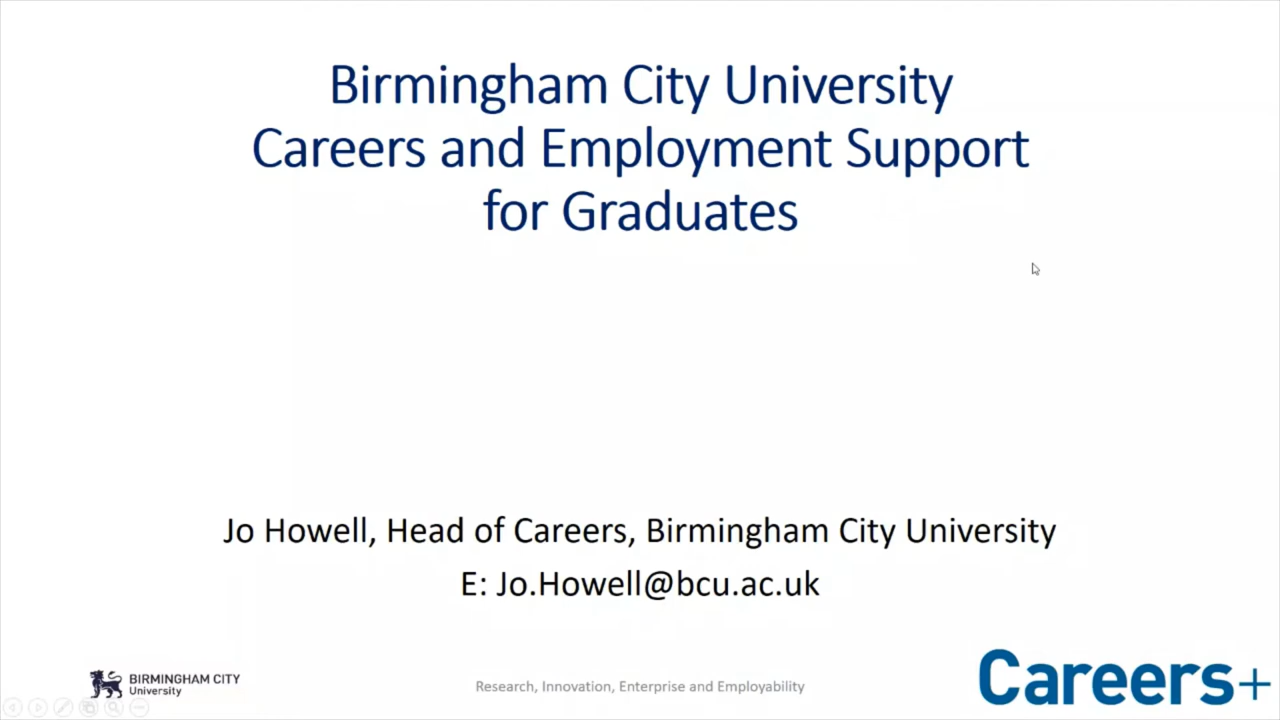 Birmingham City University
Careers and Employment Support
for Graduates
Jo Howell, Head of Careers, Birmingham City University
E: Jo.Howell@bcu.ac.uk
BIRMINGHAM CITY
University
Research, Innovation, Enterprise and Employability
Careers+